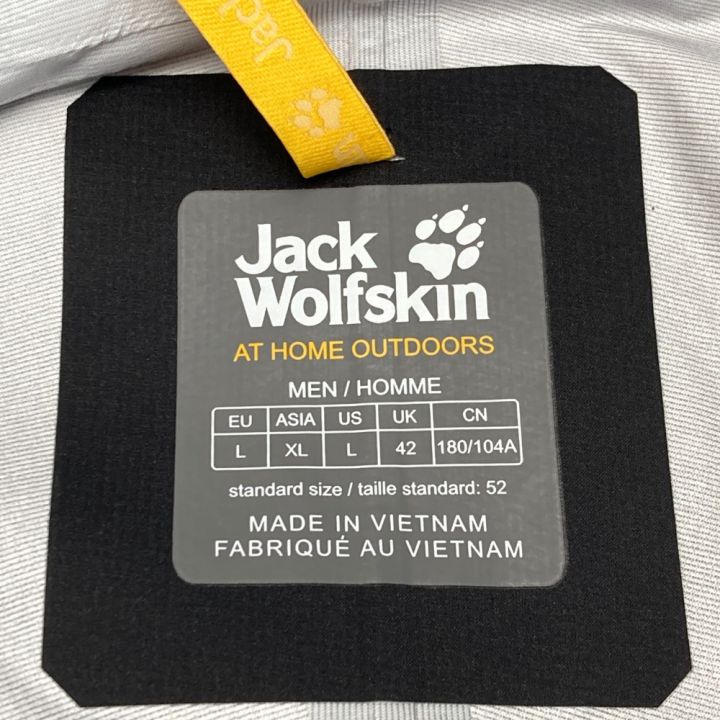 Jack
W
Jack
Wolfskin
AT HOME OUTDOORS
MEN / HOMME
EU ASIA US UK CN
L XL L 42 180/104A
standard size / taille standard: 52
MADE IN VIETNAM
FABRIQUÉ AU VIETNAM